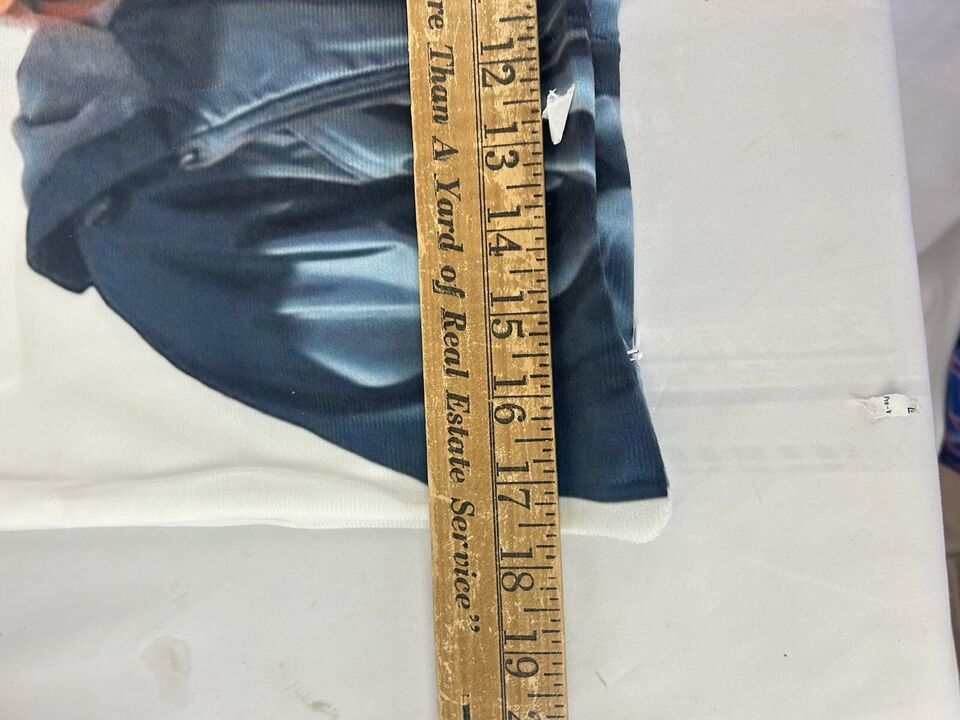 re Than A Yard of Real Estate Service”
12 13 14 15 16 17 18 19